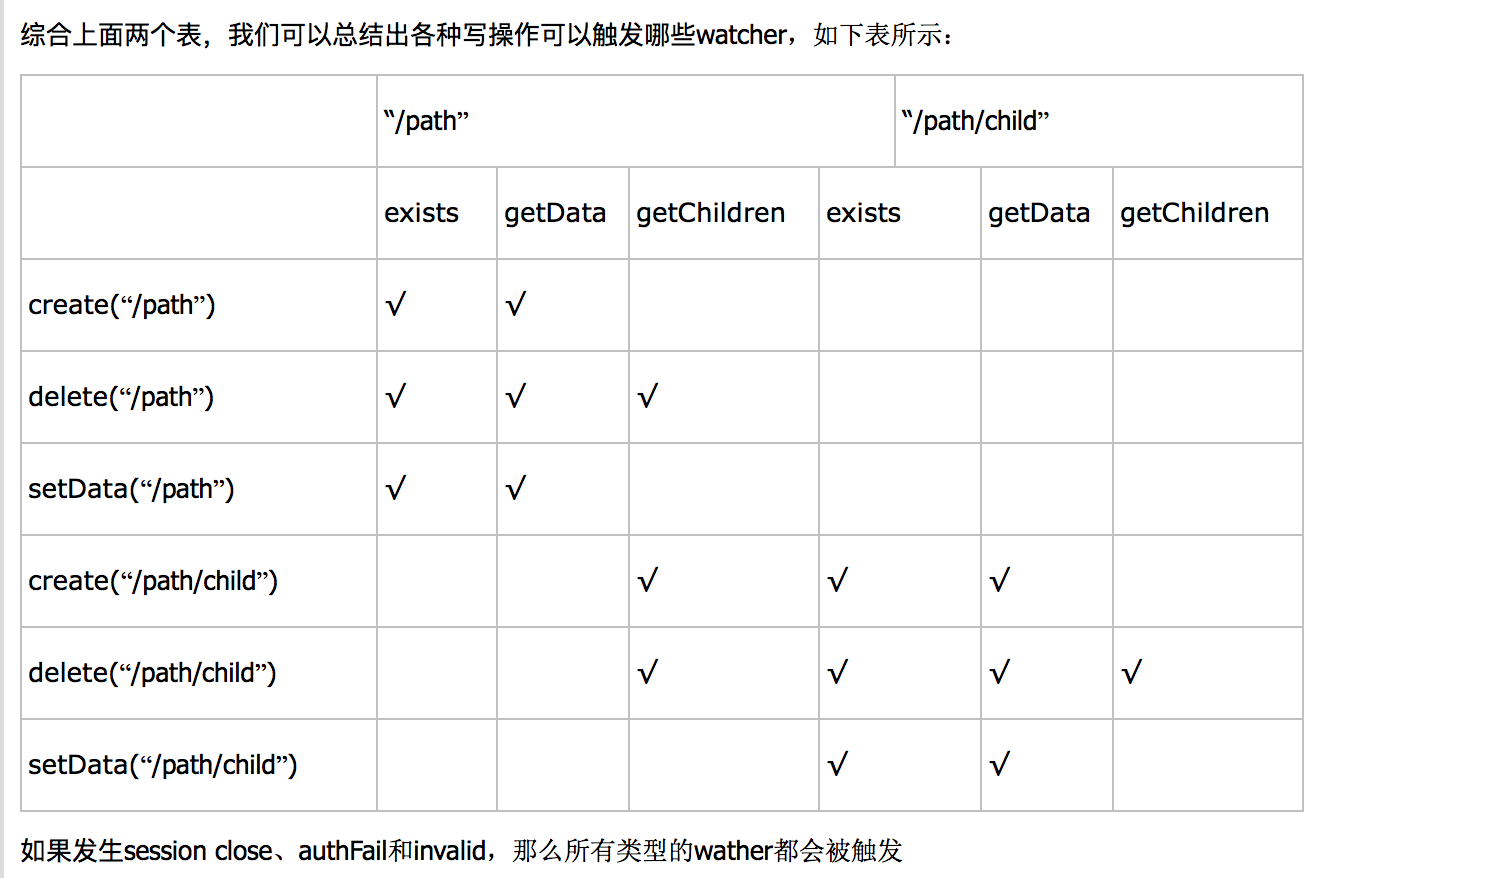 综合上面两个表，我们可以总结出各种写操作可以触发哪些watcher，如下表所示：
“/path” “/path/child”
exists getData getChildren exists getData getChildren
create(“/path”) √ √
delete(“/path”) √ √ √
setData(“/path”) √ √
create(“/path/child”) √ √ √
delete(“/path/child”) √ √ √ √
setData(“/path/child”) √ √
如果发生session close、authFail和invalid，那么所有类型的wather都会被触发